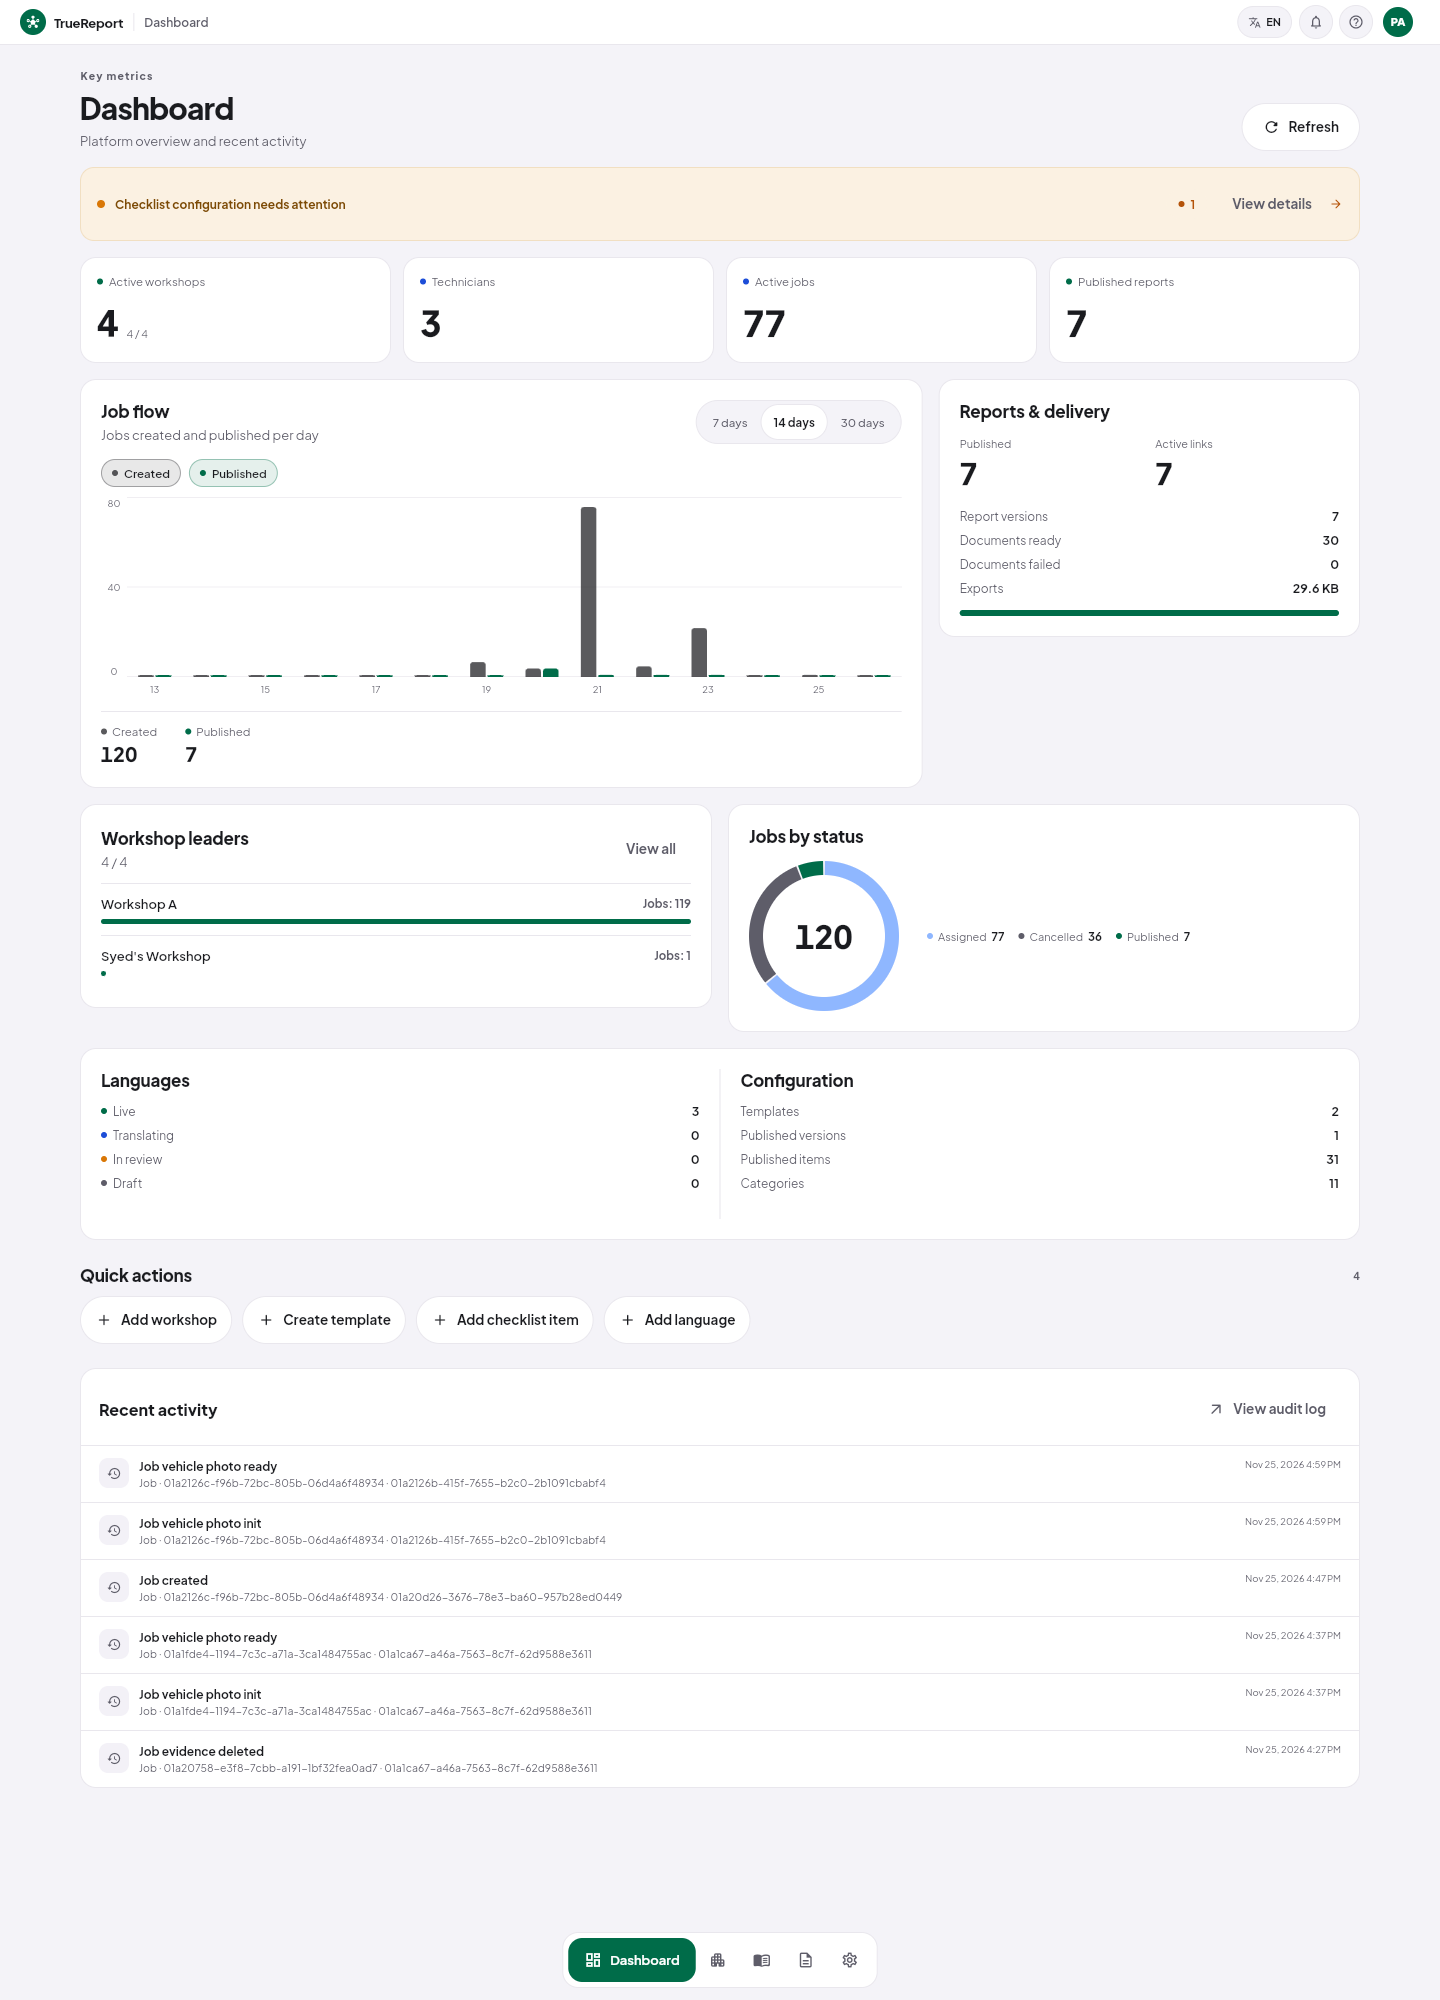 TrueReport
Dashboard
EN
PA
Key metrics
Dashboard
Platform overview and recent activity
Refresh
Checklist configuration needs attention
1
View details
Active workshops
4 4 / 4
Technicians
3
Active jobs
77
Published reports
7
Job flow
Jobs created and published per day
7 days
14 days
30 days
Created
Published
80
40
0
13 15 17 19 21 23 25
Created
120
Published
7
Reports & delivery
Published
7
Active links
7
Report versions 7
Documents ready 30
Documents failed 0
Exports 29.6 KB
Workshop leaders
4 / 4
View all
Workshop A Jobs: 119
Syed's Workshop Jobs: 1
Jobs by status
120
Assigned 77 Cancelled 36 Published 7
Languages
Live 3
Translating 0
In review 0
Draft 0
Configuration
Templates 2
Published versions 1
Published items 31
Categories 11
Quick actions 4
Add workshop
Create template
Add checklist item
Add language
Recent activity
View audit log
Job vehicle photo ready
Job · 01a2126c-f96b-72bc-805b-06d4a6f48934 · 01a2126b-415f-7655-b2c0-2b1091cbabf4
Nov 25, 2026 4:59 PM
Job vehicle photo init
Job · 01a2126c-f96b-72bc-805b-06d4a6f48934 · 01a2126b-415f-7655-b2c0-2b1091cbabf4
Nov 25, 2026 4:59 PM
Job created
Job · 01a2126c-f96b-72bc-805b-06d4a6f48934 · 01a20d26-3676-78e3-ba60-957b28ed0449
Nov 25, 2026 4:47 PM
Job vehicle photo ready
Job · 01a1fde4-1194-7c3c-a71a-3ca1484755ac · 01a1ca67-a46a-7563-8c7f-62d9588e3611
Nov 25, 2026 4:37 PM
Job vehicle photo init
Job · 01a1fde4-1194-7c3c-a71a-3ca1484755ac · 01a1ca67-a46a-7563-8c7f-62d9588e3611
Nov 25, 2026 4:37 PM
Job evidence deleted
Job · 01a20758-e3f8-7cbb-a191-1bf32fea0ad7 · 01a1ca67-a46a-7563-8c7f-62d9588e3611
Nov 25, 2026 4:27 PM
Dashboard